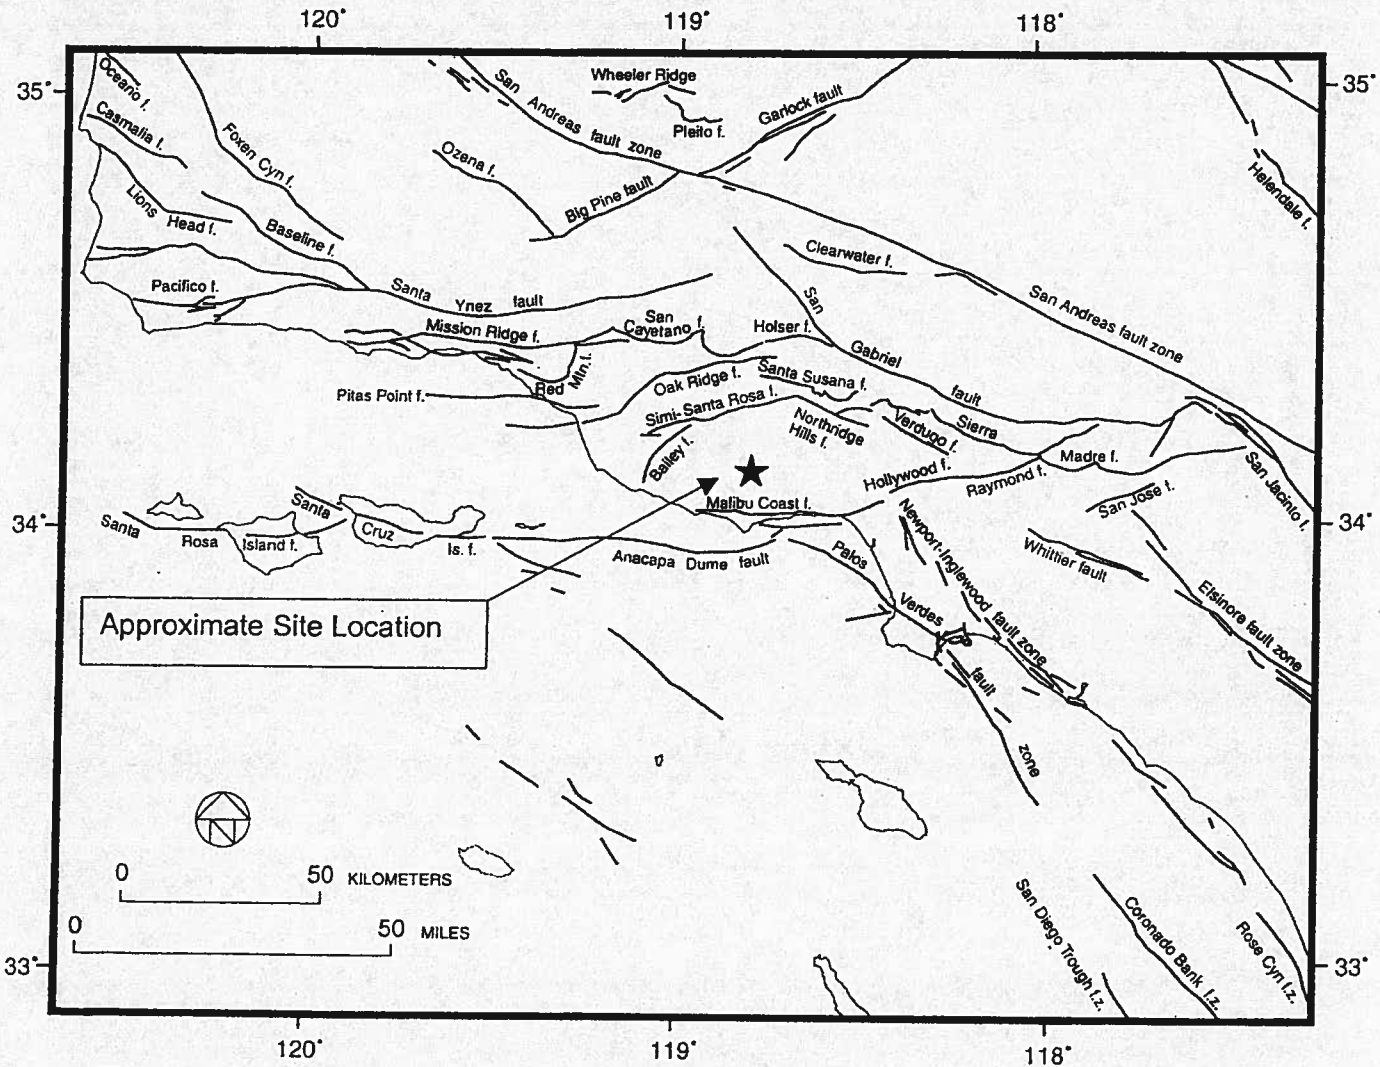 120°
119°
118°
35°
35°
Oceano f.
Casmalia f.
Foxen Cyn f.
Lions
Head f.
Baseline f.
Pacifico f.
San
Andreas fault zone
Wheeler Ridge
Pleito f.
Garlock fault
Ozena f.
Big Pine fault
Helendale f.
Clearwater f.
San Andreas fault zone
Santa
Ynez fault
Mission Ridge f.
San
Cayetano f.
Holser f.
San
Gabriel
fault
Red
Mtn. f.
Pitas Point f.
Oak Ridge f.
Santa Susana f.
Simi-Santa Rosa f.
Northridge
Hills f.
Verdugo f.
Sierra
Madre f.
Bailey f.
Hollywood f.
Raymond f.
San Jose f.
San Jacinto f.
Malibu Coast f.
34°
34°
Santa
Rosa
Island f.
Santa
Cruz
Is. f.
Anacapa Dume fault
Palos
Verdes
fault
zone
Newport-Inglewood fault zone
Whittier fault
Elsinore fault zone
Approximate Site Location
N
0 50 KILOMETERS
0 50 MILES
San Diego Trough f.z.
Coronado Bank f.z.
Rose Cyn f.z.
33°
33°
120°
119°
118°